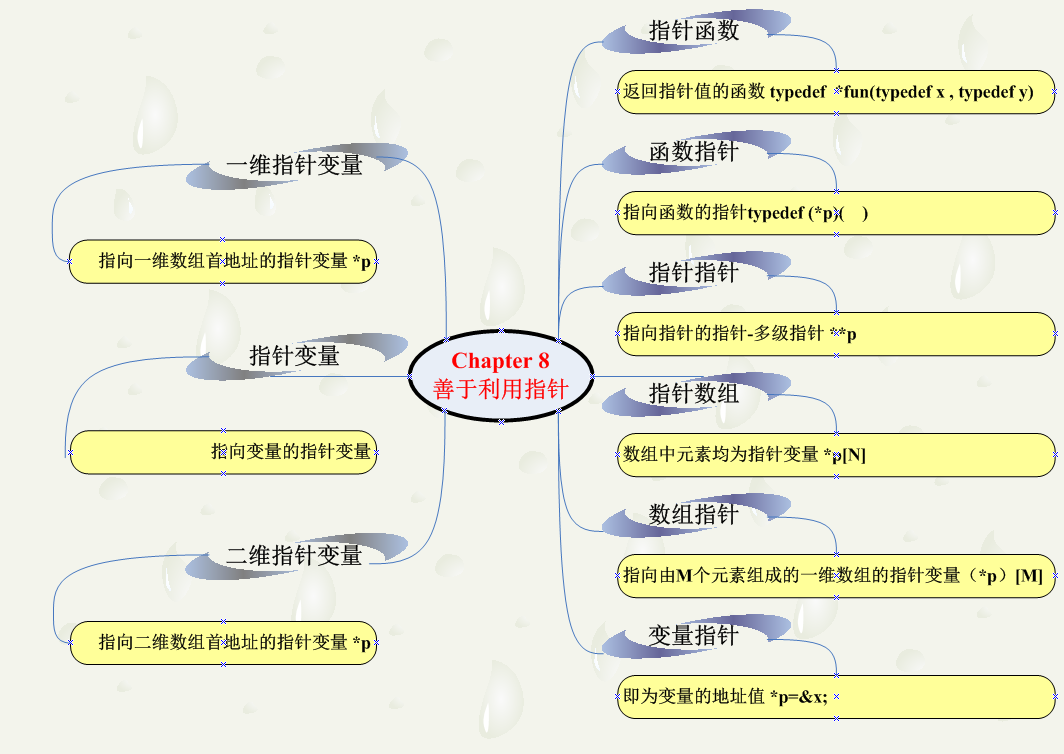 Chapter 8
善于利用指针
一维指针变量
指向一维数组首地址的指针变量 *p
指针变量
指向变量的指针变量
二维指针变量
指向二维数组首地址的指针变量 *p
指针函数
返回指针值的函数 typedef *fun(typedef x , typedef y)
函数指针
指向函数的指针typedef (*p)( )
指针指针
指向指针的指针-多级指针 **p
指针数组
数组中元素均为指针变量 *p[N]
数组指针
指向由M个元素组成的一维数组的指针变量（*p）[M]
变量指针
即为变量的地址值 *p=&x;